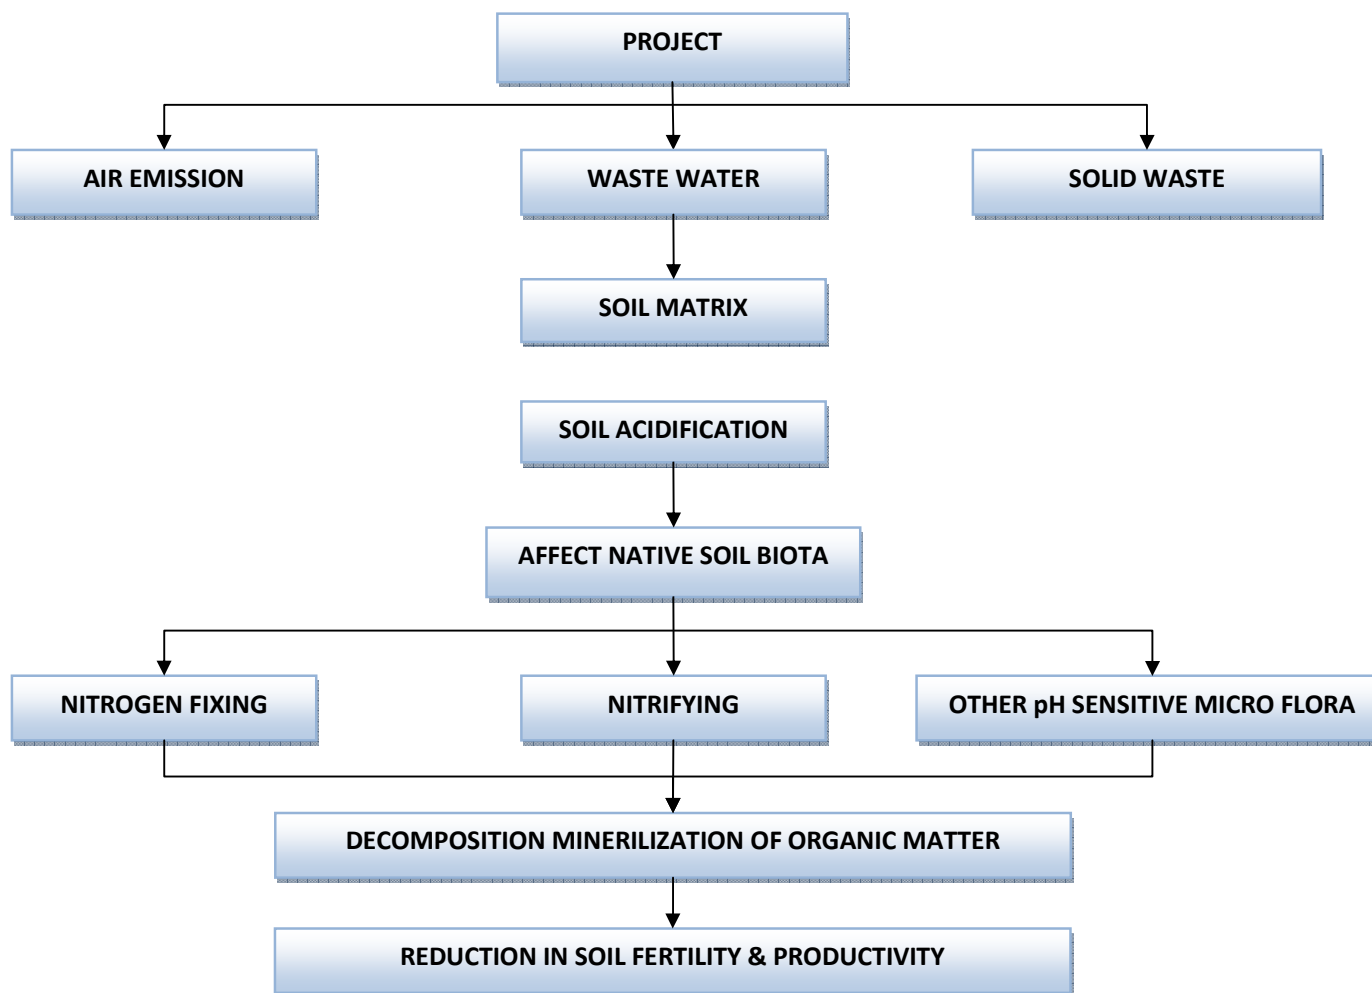 PROJECT
AIR EMISSION
WASTE WATER
SOLID WASTE
SOIL MATRIX
SOIL ACIDIFICATION
AFFECT NATIVE SOIL BIOTA
NITROGEN FIXING
NITRIFYING
OTHER pH SENSITIVE MICRO FLORA
DECOMPOSITION MINERILIZATION OF ORGANIC MATTER
REDUCTION IN SOIL FERTILITY & PRODUCTIVITY